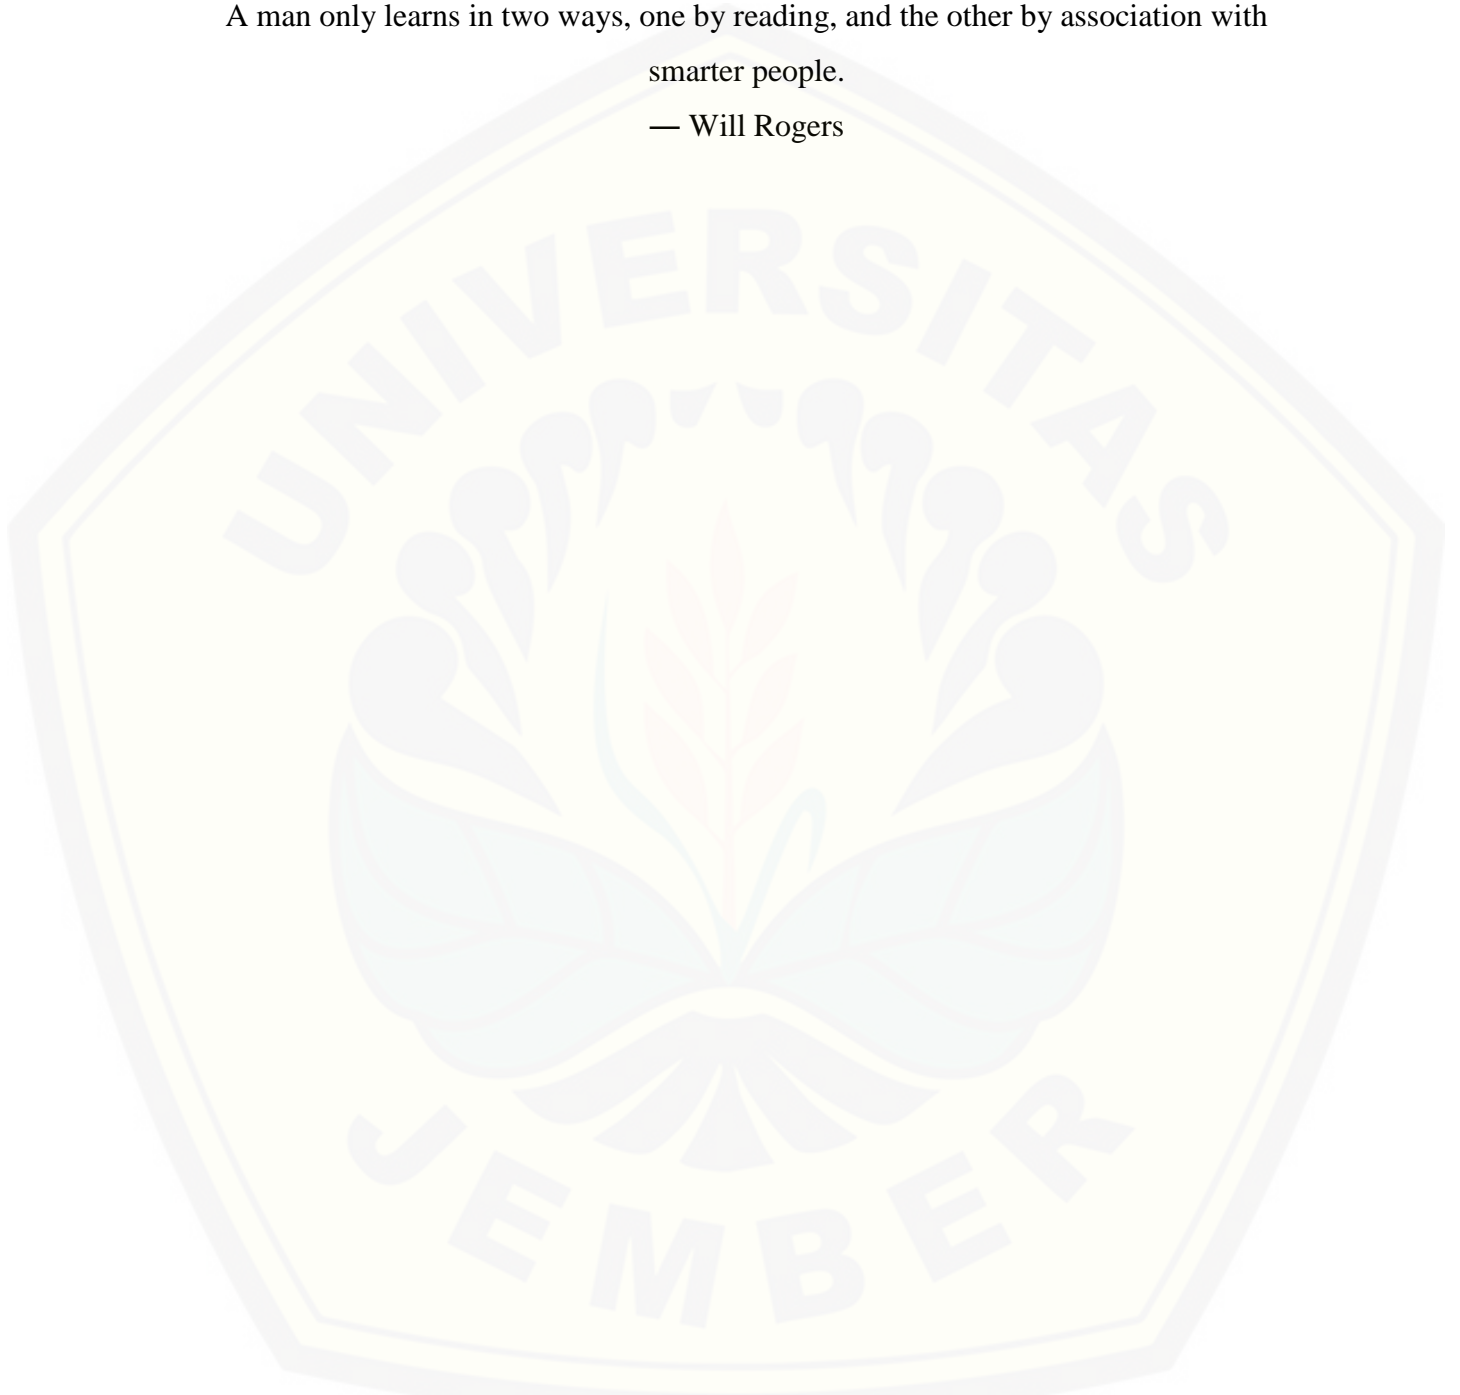 A man only learns in two ways, one by reading, and the other by association with
smarter people.
— Will Rogers
UNIVERSITAS
JEMBER